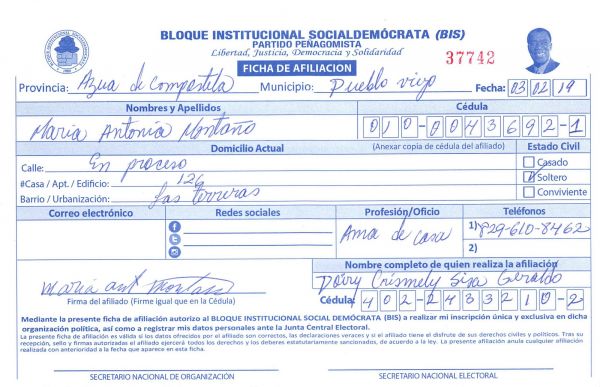 BLOQUE INSTITUCIONAL SOCIALDEMÓCRATA (BIS)
PARTIDO PEÑAGOMISTA
Libertad, Justicia, Democracia y Solidaridad
37742
FICHA DE AFILIACION
Provincia: Azua de Compostela Municipio: Pueblo viejo Fecha: 03 02 19
Nombres y Apellidos Cédula
Maria Antonia Montaño 010-0043692-1
Domicilio Actual (Anexar copia de cédula del afiliado) Estado Civil
Calle: En proceso Casado
#Casa / Apt. / Edificio: 126 Soltero
Barrio / Urbanización: Las terreras Conviviente
Correo electrónico Redes sociales Profesión/Oficio Teléfonos
Ama de casa 1) 829-610-8462
2)
Nombre completo de quien realiza la afiliación
maria ant montaño Crismely Sisa Geraldo
Firma del afiliado (Firme igual que en la Cédula) Cédula: 402-2433210-2
Mediante la presente ficha de afiliación autorizo al BLOQUE INSTITUCIONAL SOCIAL DEMÓCRATA (BIS) a realizar mi inscripción única y exclusiva en dicha
organización política, así como a registrar mis datos personales ante la Junta Central Electoral.
La presente ficha de afiliación es válida si los datos ofrecidos por el afiliado son correctos, las declaraciones veraces y si el afiliado tiene el disfrute de sus derechos civiles y políticos. Tras su
recepción, sello y firmas autorizadas el afiliado ejercerá todos los derechos y los deberes estatutariamente sancionados, de acuerdo a la ley. La presente afiliación anula cualquier afiliación
realizada con anterioridad a la fecha que aparece en esta ficha.
SECRETARIO NACIONAL DE ORGANIZACIÓN SECRETARIO NACIONAL ELECTORAL